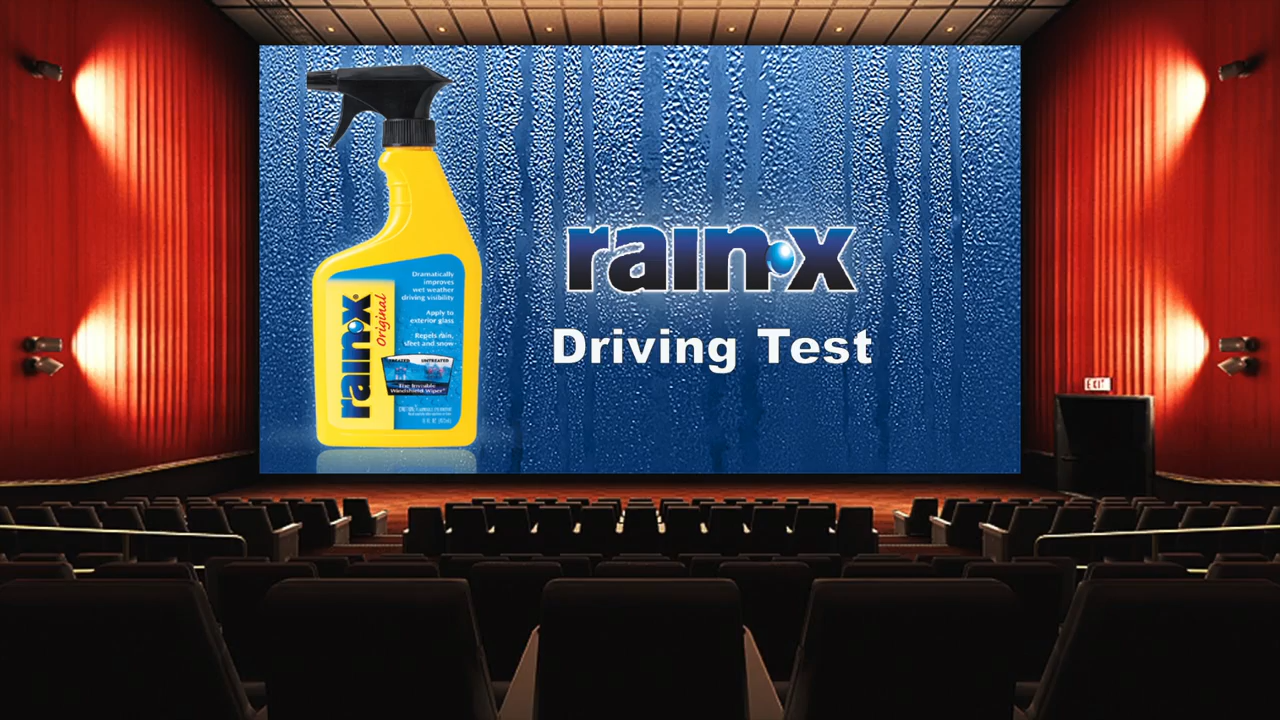 Dramatically
improves
wet weather
driving visibility
Apply to
exterior glass
Repels rain,
sleet and snow
rain·x
Original
TREATED UNTREATED
The Invisible
Windshield Wiper
rain·x
Driving Test
EXIT